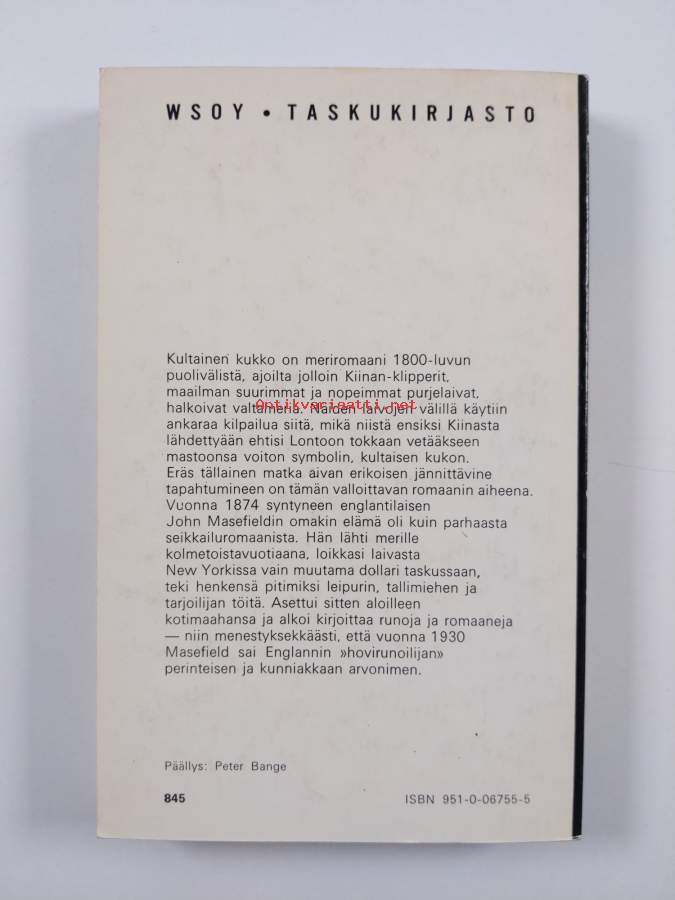 WSOY • TASKUKIRJASTO
Kultainen kukko on meriromaani 1800-luvun
puolivälistä, ajoilta jolloin Kiinan-klipperit,
maailman suurimmat ja nopeimmat purjelaivat,
Antikvariaatti.net
halkoivat valtameriä. Näiden laivojen välillä käytiin
ankaraa kilpailua siitä, mikä niistä ensiksi Kiinasta
lähdettyään ehtisi Lontoon tokkaan vetääkseen
mastoonsa voiton symbolin, kultaisen kukon.
Eräs tällainen matka aivan erikoisen jännittävine
tapahtumineen on tämän valloittavan romaanin aiheena.
Vuonna 1874 syntyneen englantilaisen
John Masefieldin omakin elämä oli kuin parhaasta
seikkailuromaanista. Hän lähti merille
kolmetoistavuotiaana, loikkasi laivasta
New Yorkissa vain muutama dollari taskussaan,
teki henkensä pitimiksi leipurin, tallimiehen ja
tarjoilijan töitä. Asettui sitten aloilleen
kotimaahansa ja alkoi kirjoittaa runoja ja romaaneja
— niin menestyksekkäästi, että vuonna 1930
Masefield sai Englannin »hovirunoilijan»
perinteisen ja kunniakkaan arvonimen.
Päällys: Peter Bange
845 ISBN 951-0-06755-5